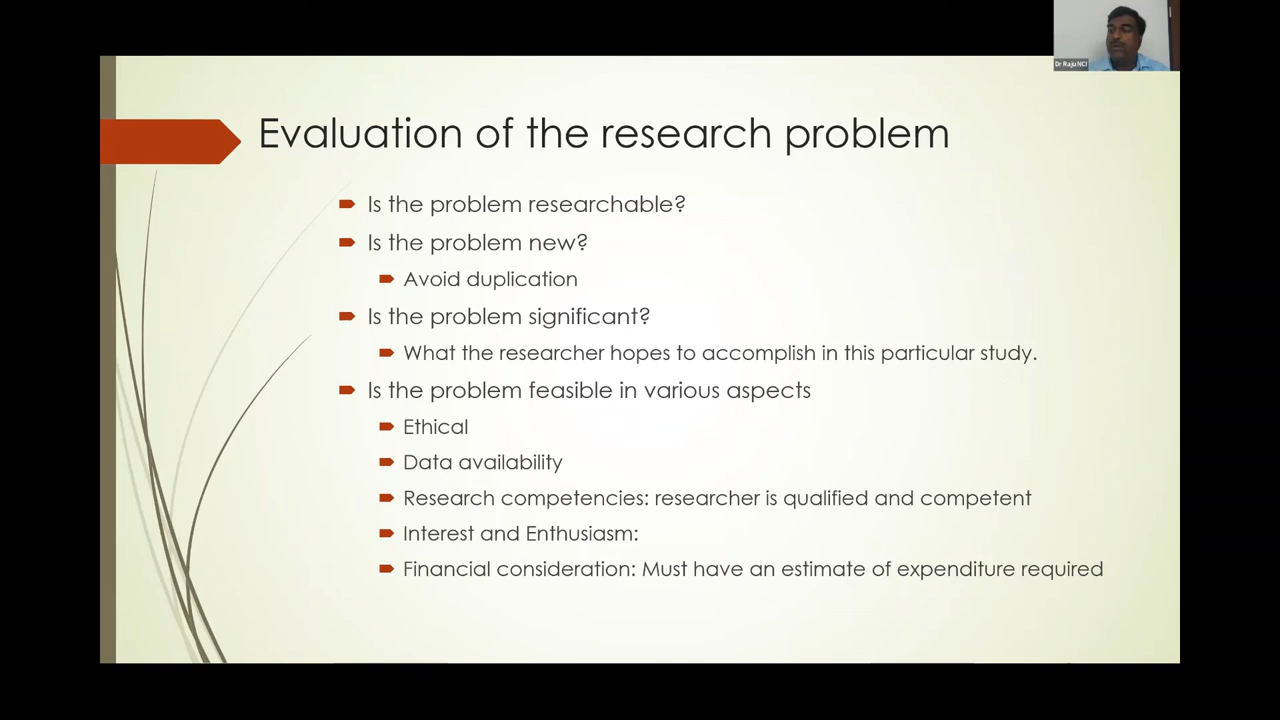 Dr Raju NCI
Evaluation of the research problem
Is the problem researchable?
Is the problem new?
Avoid duplication
Is the problem significant?
What the researcher hopes to accomplish in this particular study.
Is the problem feasible in various aspects
Ethical
Data availability
Research competencies: researcher is qualified and competent
Interest and Enthusiasm:
Financial consideration: Must have an estimate of expenditure required